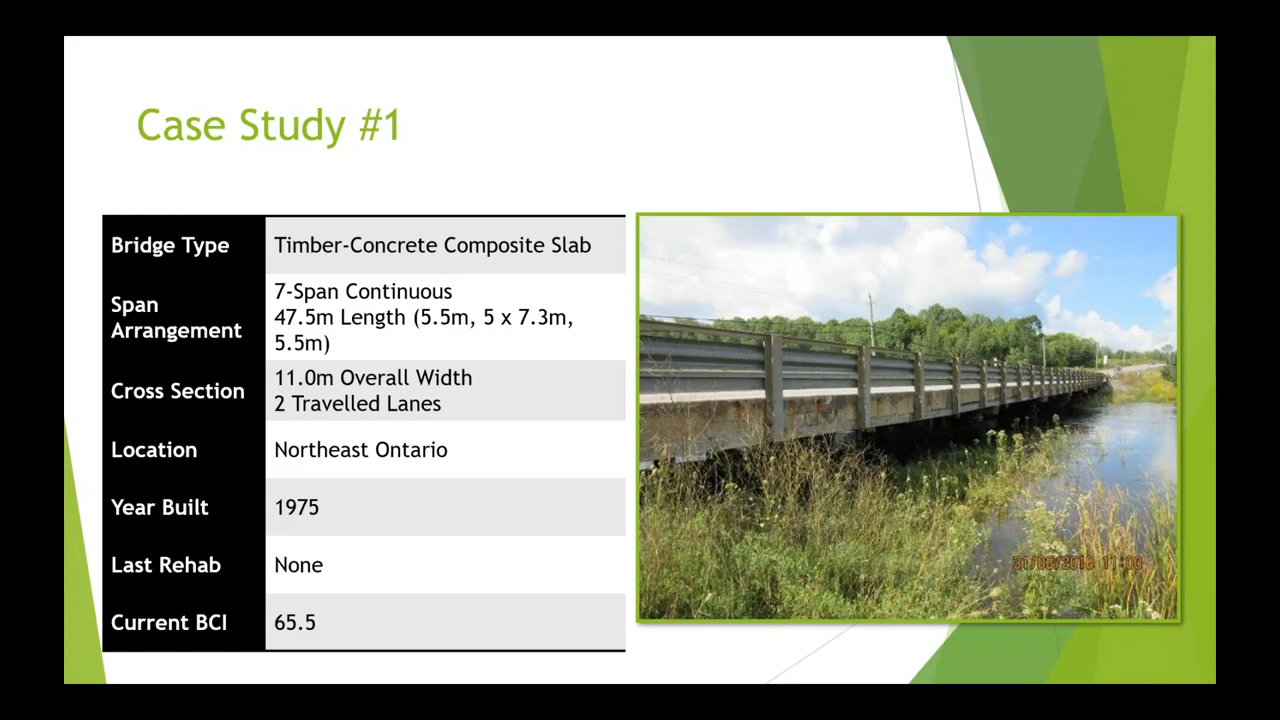 Case Study #1
Bridge Type
Timber-Concrete Composite Slab
Span
Arrangement
7-Span Continuous
47.5m Length (5.5m, 5 x 7.3m,
5.5m)
Cross Section
11.0m Overall Width
2 Travelled Lanes
Location
Northeast Ontario
Year Built
1975
Last Rehab
None
Current BCI
65.5
11:00